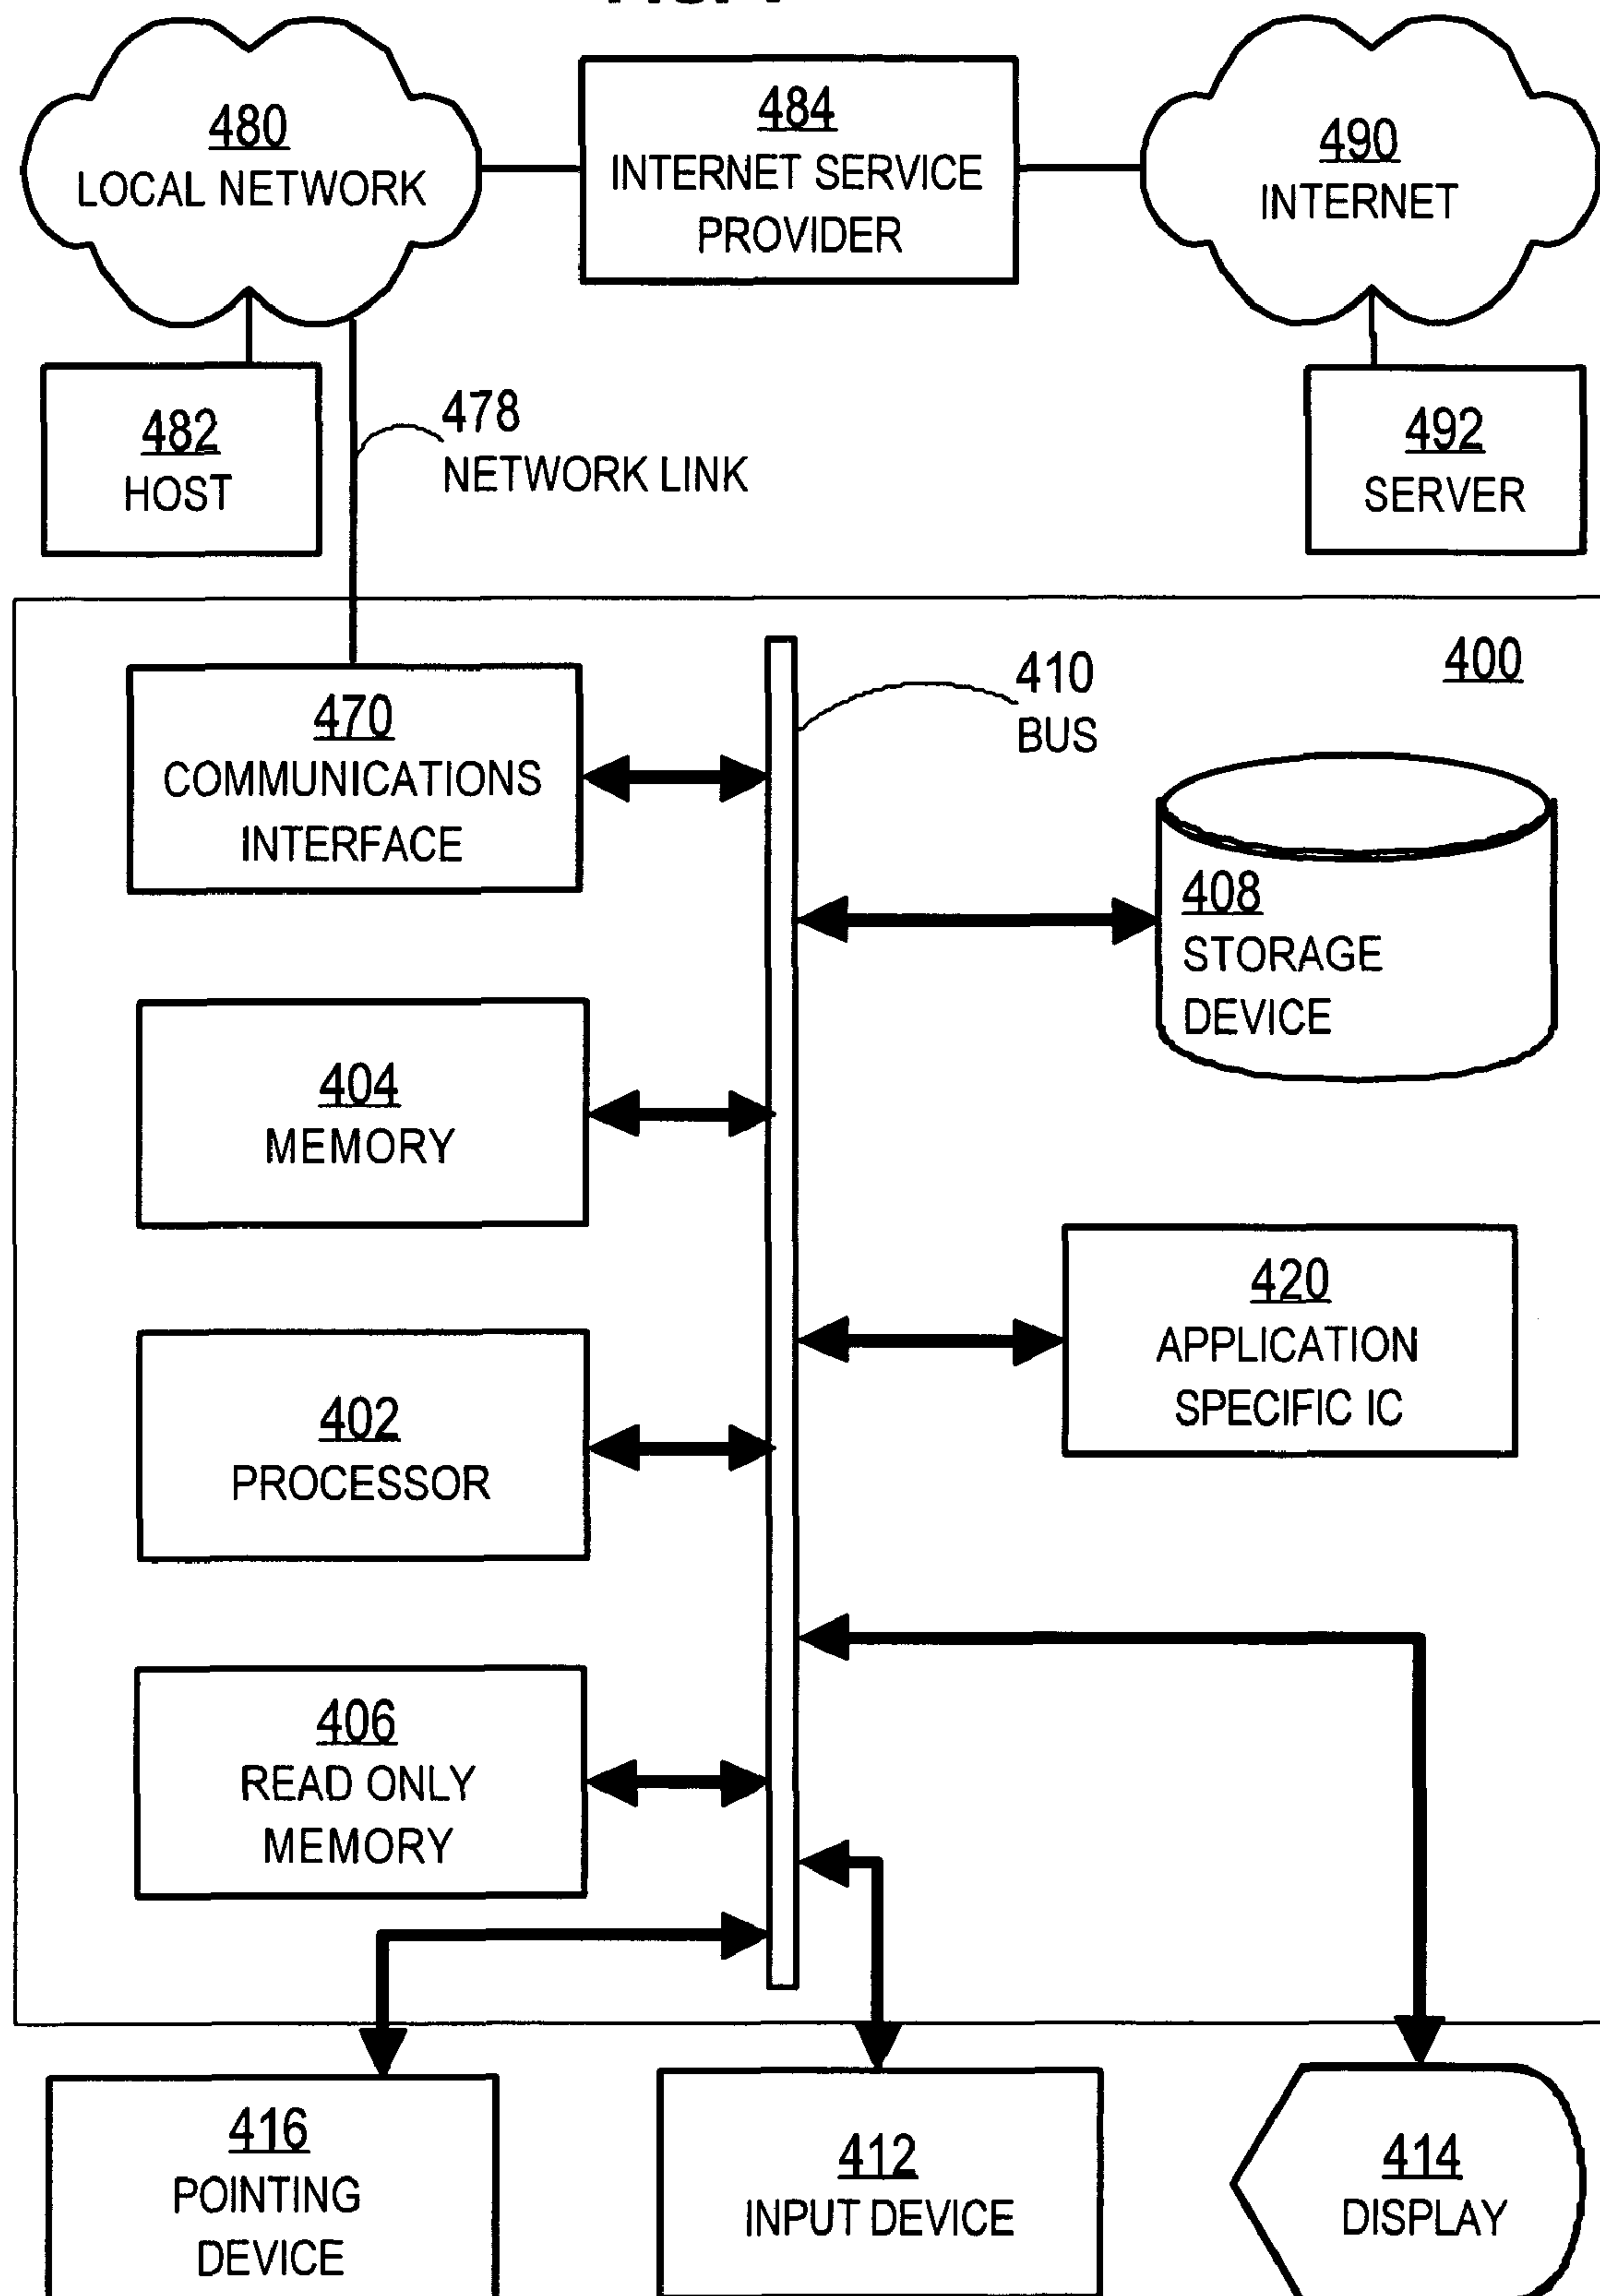 480
LOCAL NETWORK
484
INTERNET SERVICE
PROVIDER
490
INTERNET
482
HOST
478
NETWORK LINK
492
SERVER
400
470
COMMUNICATIONS
INTERFACE
410
BUS
408
STORAGE
DEVICE
404
MEMORY
420
APPLICATION
SPECIFIC IC
402
PROCESSOR
406
READ ONLY
MEMORY
416
POINTING
DEVICE
412
INPUT DEVICE
414
DISPLAY